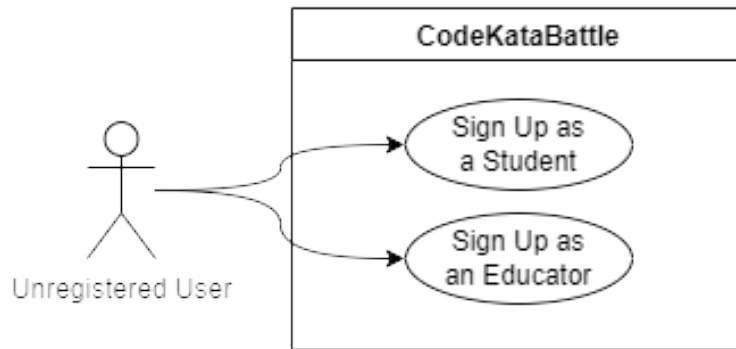 CodeKataBattle
Sign Up as
a Student
Sign Up as
an Educator
Unregistered User